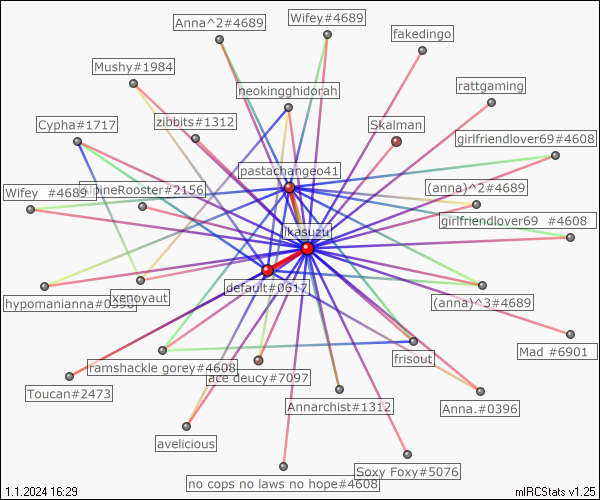 Anna^2#4689
Wifey#4689
fakedingo
Mushy#1984
neokingghidorah
rattgaming
Cypha#1717
zibbits#1312
Skalman
girlfriendlover69#4608
pastachangeo41
Wifey #4689
pineRooster#2156
(anna)^2#4689
girlfriendlover69 #4608
ikasuzu
default#0617
hypomanianna#0396
xenoyaut
(anna)^3#4689
Mad #6901
frisout
ramshackle gorey#4608
ace deucy#7097
Toucan#2473
Annarchist#1312
Anna.#0396
avelicious
Soxy Foxy#5076
no cops no laws no hope#4608
1.1.2024 16:29
mIRCStats v1.25